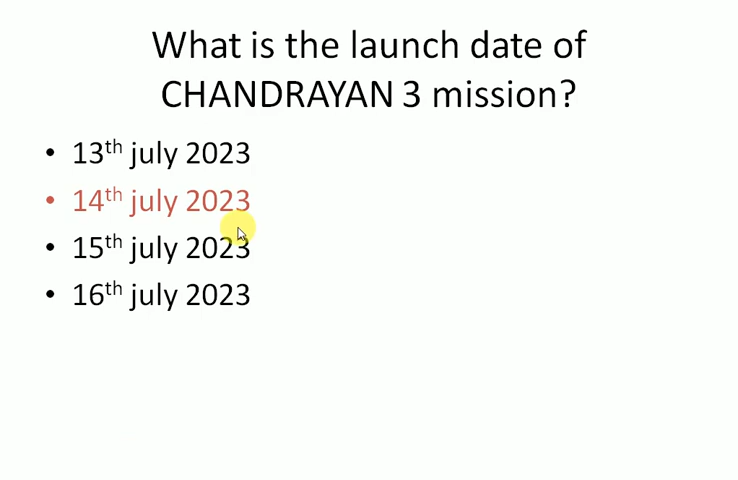 What is the launch date of
CHANDRAYAN 3 mission?
• 13th july 2023
• 14th july 2023
• 15th july 2023
• 16th july 2023